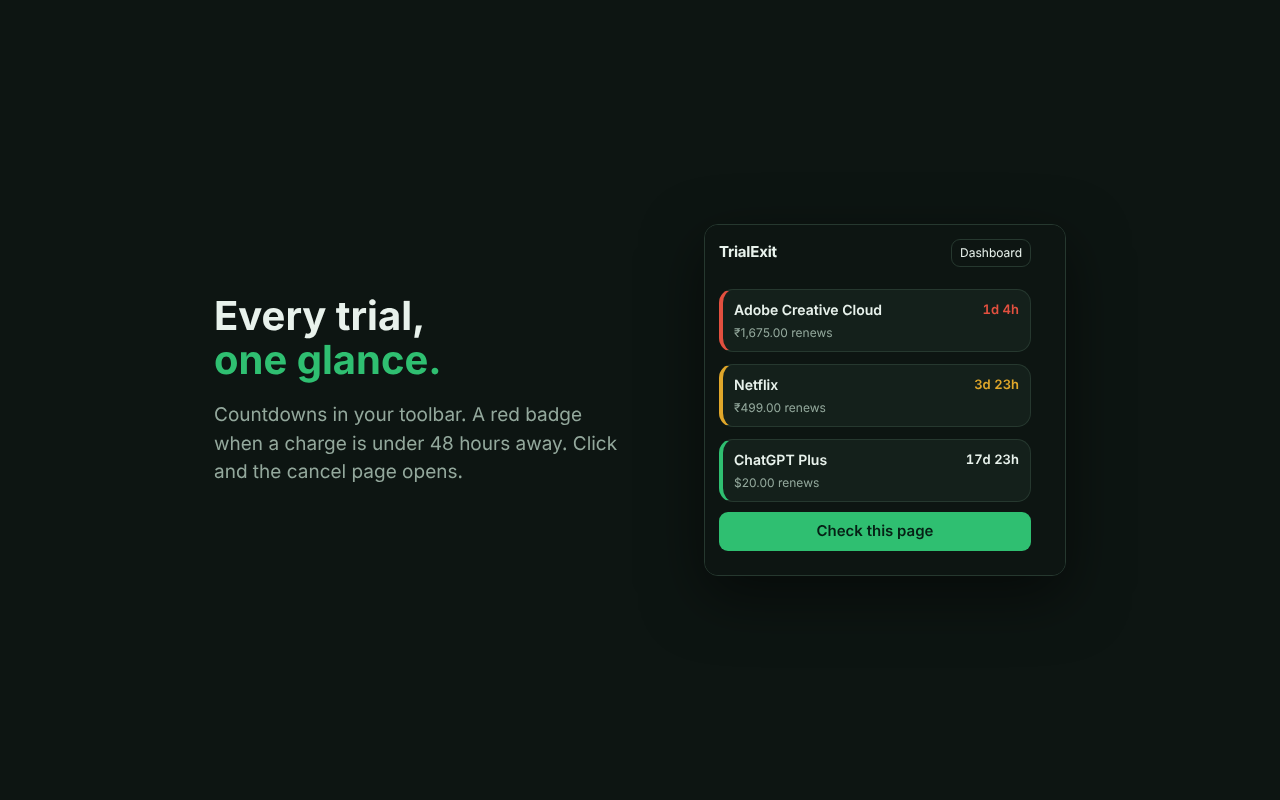 Every trial,
one glance.
Countdowns in your toolbar. A red badge
when a charge is under 48 hours away. Click
and the cancel page opens.
TrialExit
Dashboard
Adobe Creative Cloud
1d 4h
₹1,675.00 renews
Netflix
3d 23h
₹499.00 renews
ChatGPT Plus
17d 23h
$20.00 renews
Check this page